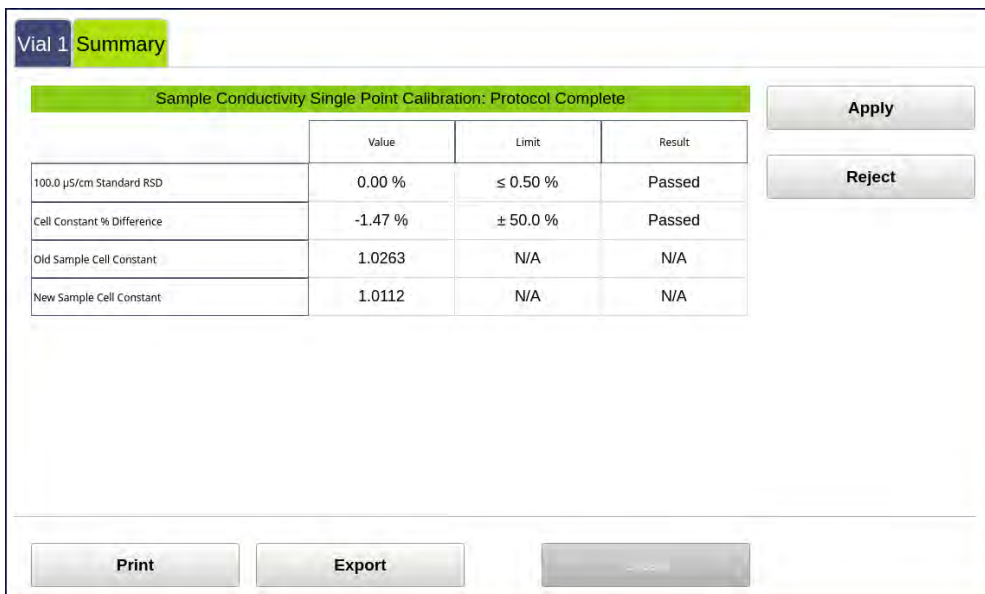 Vial 1 Summary
Sample Conductivity Single Point Calibration: Protocol Complete
Apply
Value Limit Result
100.0 µS/cm Standard RSD 0.00 % ≤ 0.50 % Passed
Reject
Cell Constant % Difference -1.47 % ± 50.0 % Passed
Old Sample Cell Constant 1.0263 N/A N/A
New Sample Cell Constant 1.0112 N/A N/A
Print Export